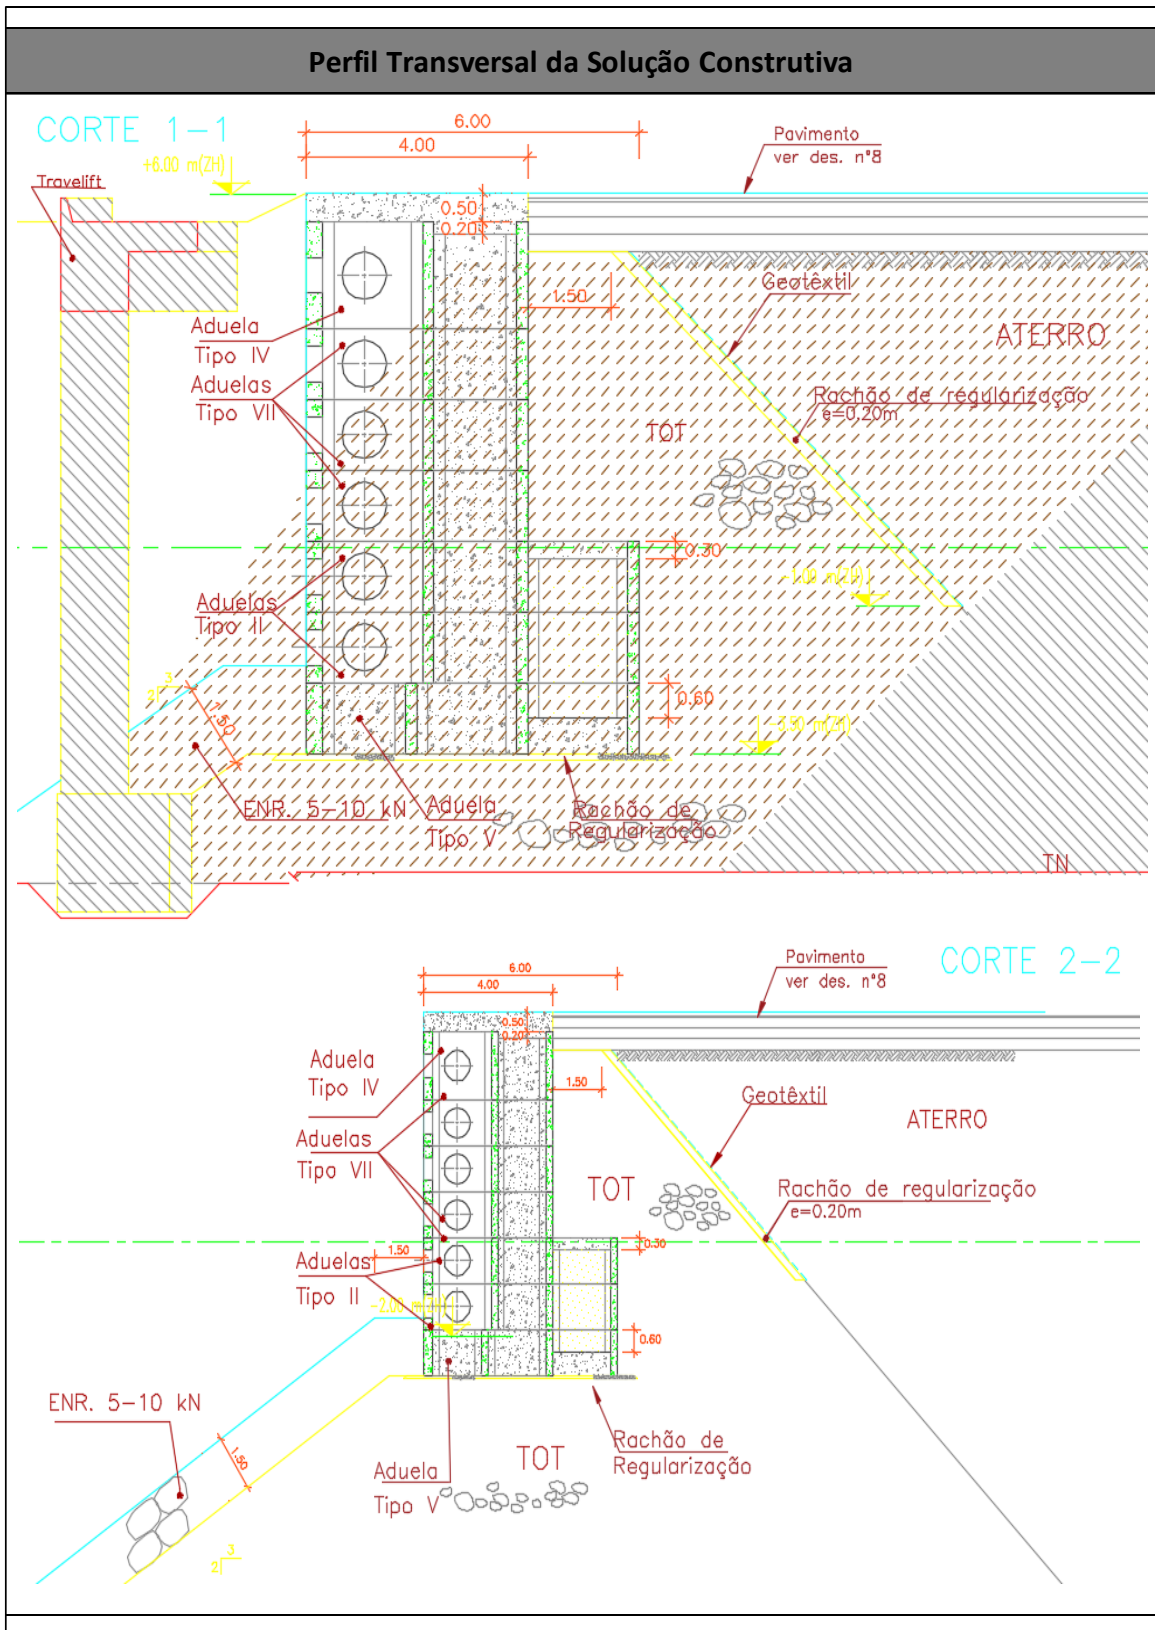 Perfil Transversal da Solução Construtiva
CORTE 1-1
6.00
4.00
Pavimento
ver des. n°8
+6.00 m(ZH)
Travelift
0.50
0.20
1.50
Geotêxtil
Aduela
Tipo IV
ATERRO
Aduelas
Tipo VII
Rachão de regularização
e=0.20m
TOT
0.30
-1.00 m(ZH)
Aduelas
Tipo II
3
2
1.50
0.60
-3.50 m(ZH)
ENR. 5-10 kN
Aduela
Tipo V
Rachão de
Regularização
TN
CORTE 2-2
6.00
4.00
Pavimento
ver des. n°8
0.50
0.20
Aduela
Tipo IV
1.50
Geotêxtil
ATERRO
Aduelas
Tipo VII
TOT
Rachão de regularização
e=0.20m
1.50
0.30
Aduelas
Tipo II
-2.00 m(ZH)
0.60
ENR. 5-10 kN
1.50
Rachão de
Regularização
TOT
Aduela
Tipo V
3
2